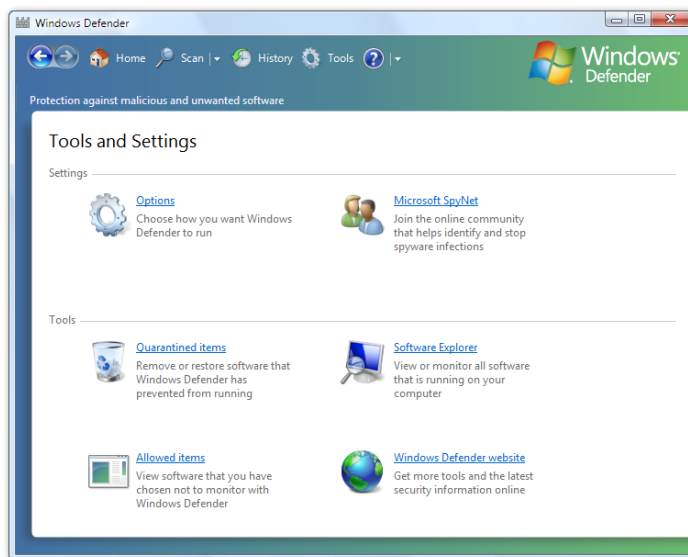 Windows Defender
Home Scan History Tools ?
Windows
Defender
Protection against malicious and unwanted software
Tools and Settings
Settings
Options
Choose how you want Windows
Defender to run
Microsoft SpyNet
Join the online community
that helps identify and stop
spyware infections
Tools
Quarantined items
Remove or restore software that
Windows Defender has
prevented from running
Software Explorer
View or monitor all software
that is running on your
computer
Allowed items
View software that you have
chosen not to monitor with
Windows Defender
Windows Defender website
Get more tools and the latest
security information online